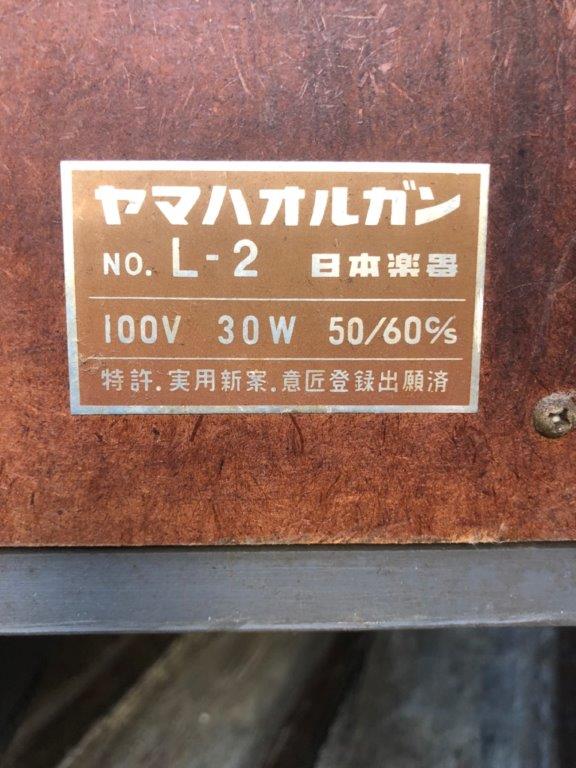 ヤマハオルガン
NO. L-2 日本楽器
100V 30W 50/60c/s
特許.実用新案.意匠登録出願済